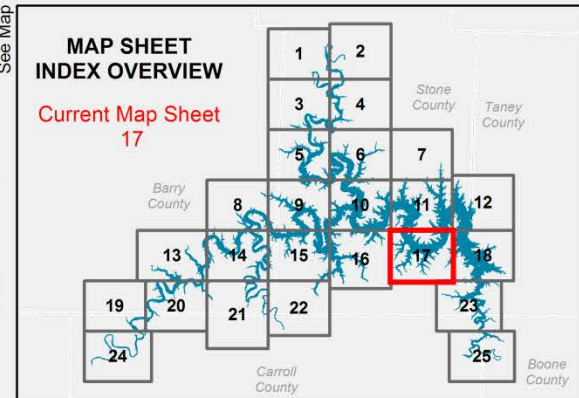 See Map
MAP SHEET
INDEX OVERVIEW
Current Map Sheet
17
1
2
Stone
County
Taney
County
3
4
5
6
7
Barry
County
8
9
10
11
12
13
14
15
16
17
18
19
20
21
22
23
24
25
Carroll
County
Boone
County